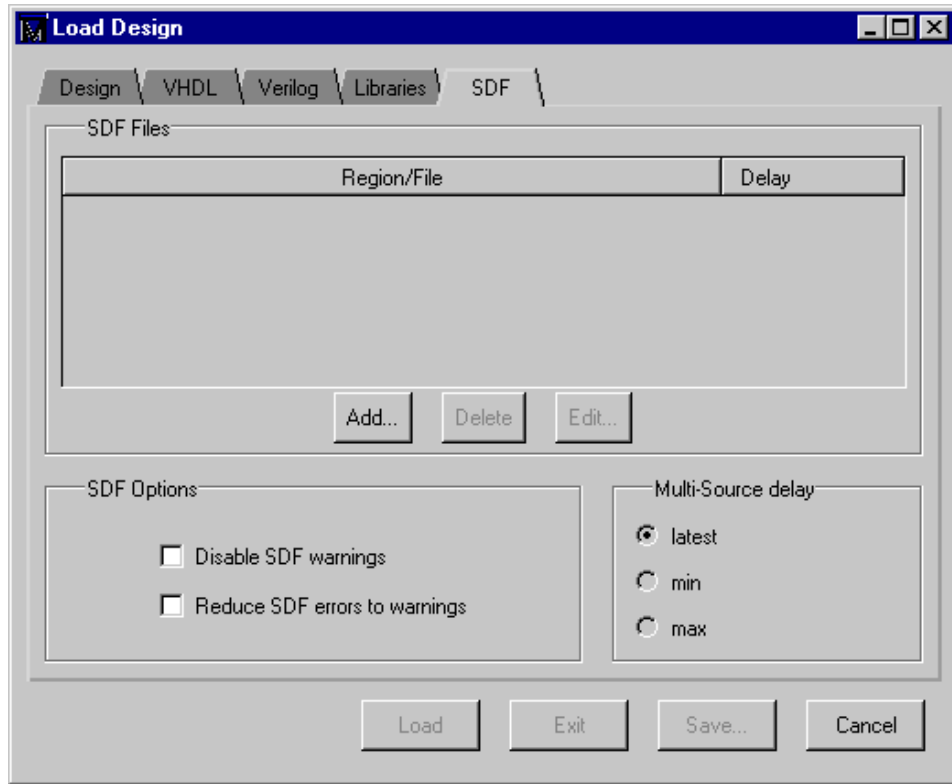 Load Design
Design VHDL Verilog Libraries SDF
SDF Files
Region/File Delay
Add... Delete Edit...
SDF Options Multi-Source delay
latest
Disable SDF warnings
min
Reduce SDF errors to warnings
max
Load Exit Save... Cancel